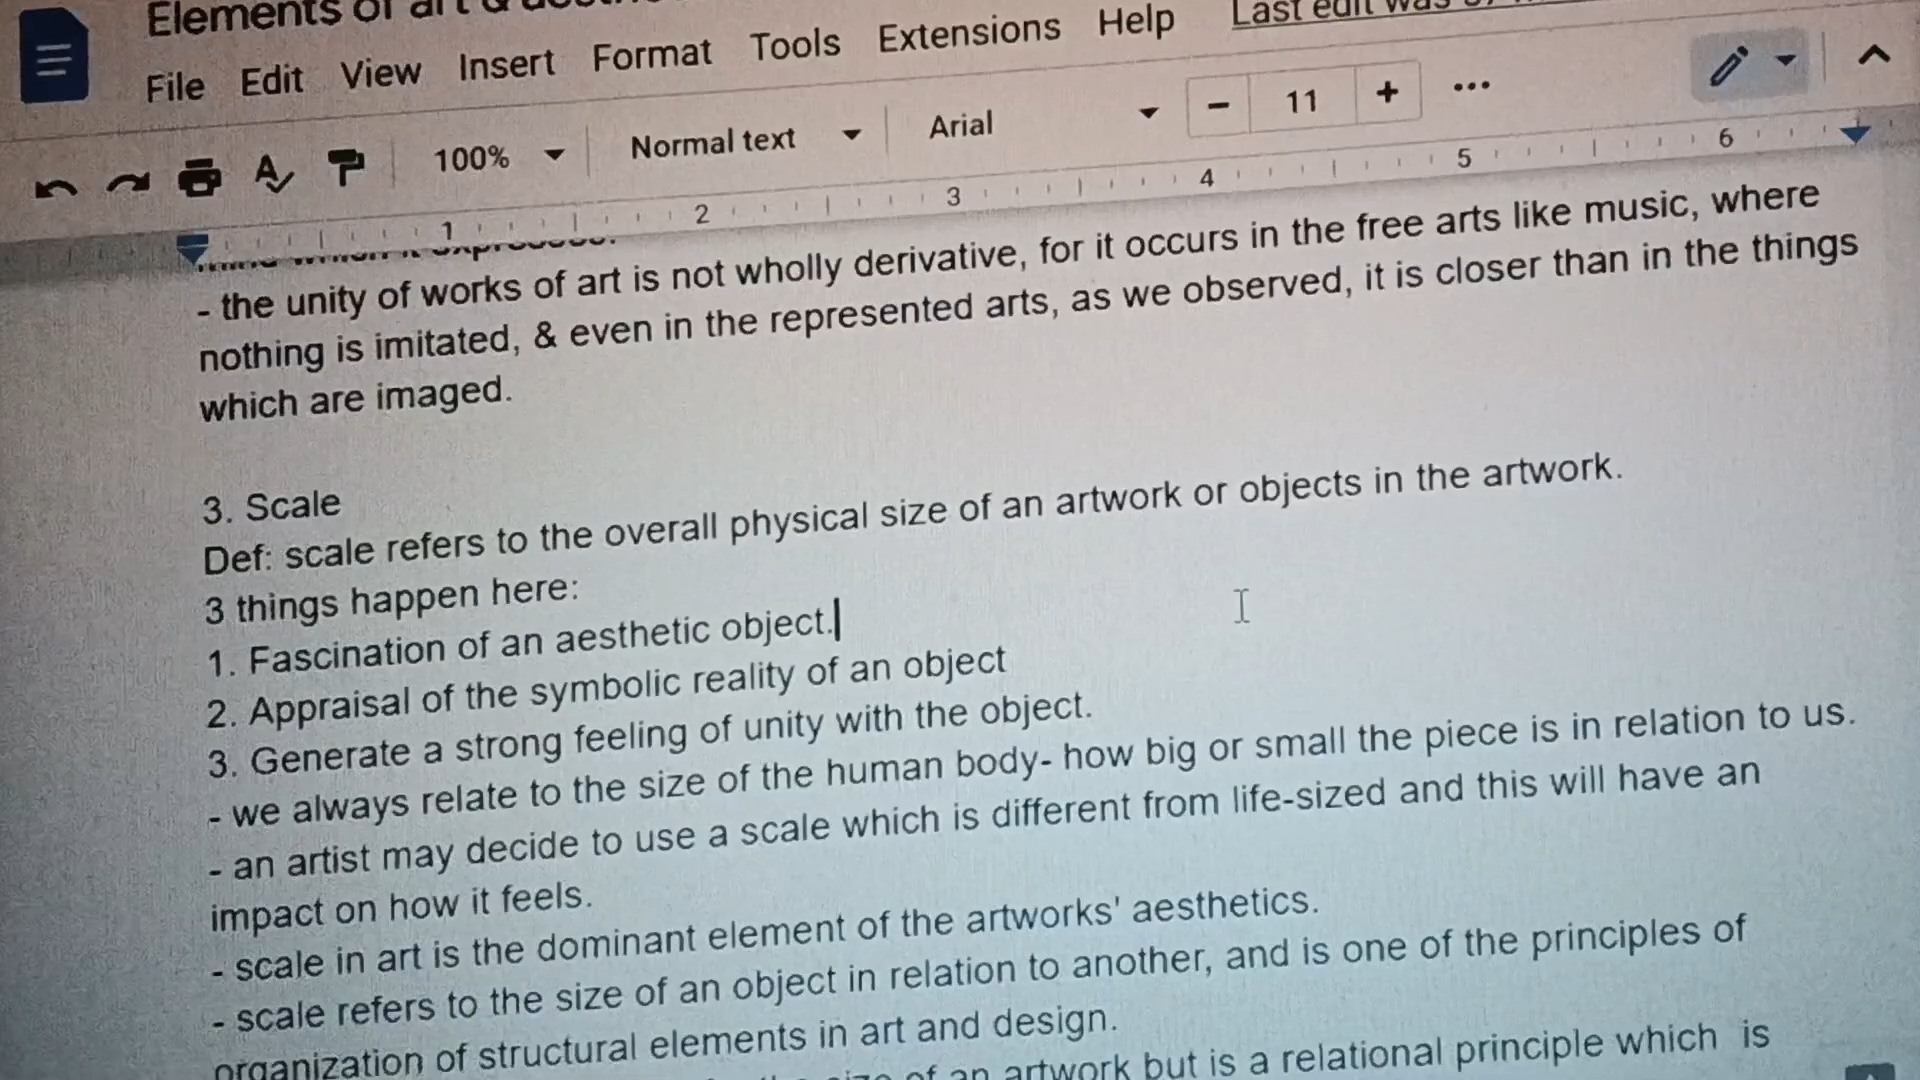 Elements of art &
File Edit View Insert Format Tools Extensions Help Last edit was
100% Normal text Arial - 11 + ...
1 2 3 4 5 6
- the unity of works of art is not wholly derivative, for it occurs in the free arts like music, where
nothing is imitated, & even in the represented arts, as we observed, it is closer than in the things
which are imaged.
3. Scale
Def: scale refers to the overall physical size of an artwork or objects in the artwork.
3 things happen here:
1. Fascination of an aesthetic object.
2. Appraisal of the symbolic reality of an object
3. Generate a strong feeling of unity with the object.
- we always relate to the size of the human body- how big or small the piece is in relation to us.
- an artist may decide to use a scale which is different from life-sized and this will have an
impact on how it feels.
- scale in art is the dominant element of the artworks' aesthetics.
- scale refers to the size of an object in relation to another, and is one of the principles of
organization of structural elements in art and design.
of an artwork but is a relational principle which is